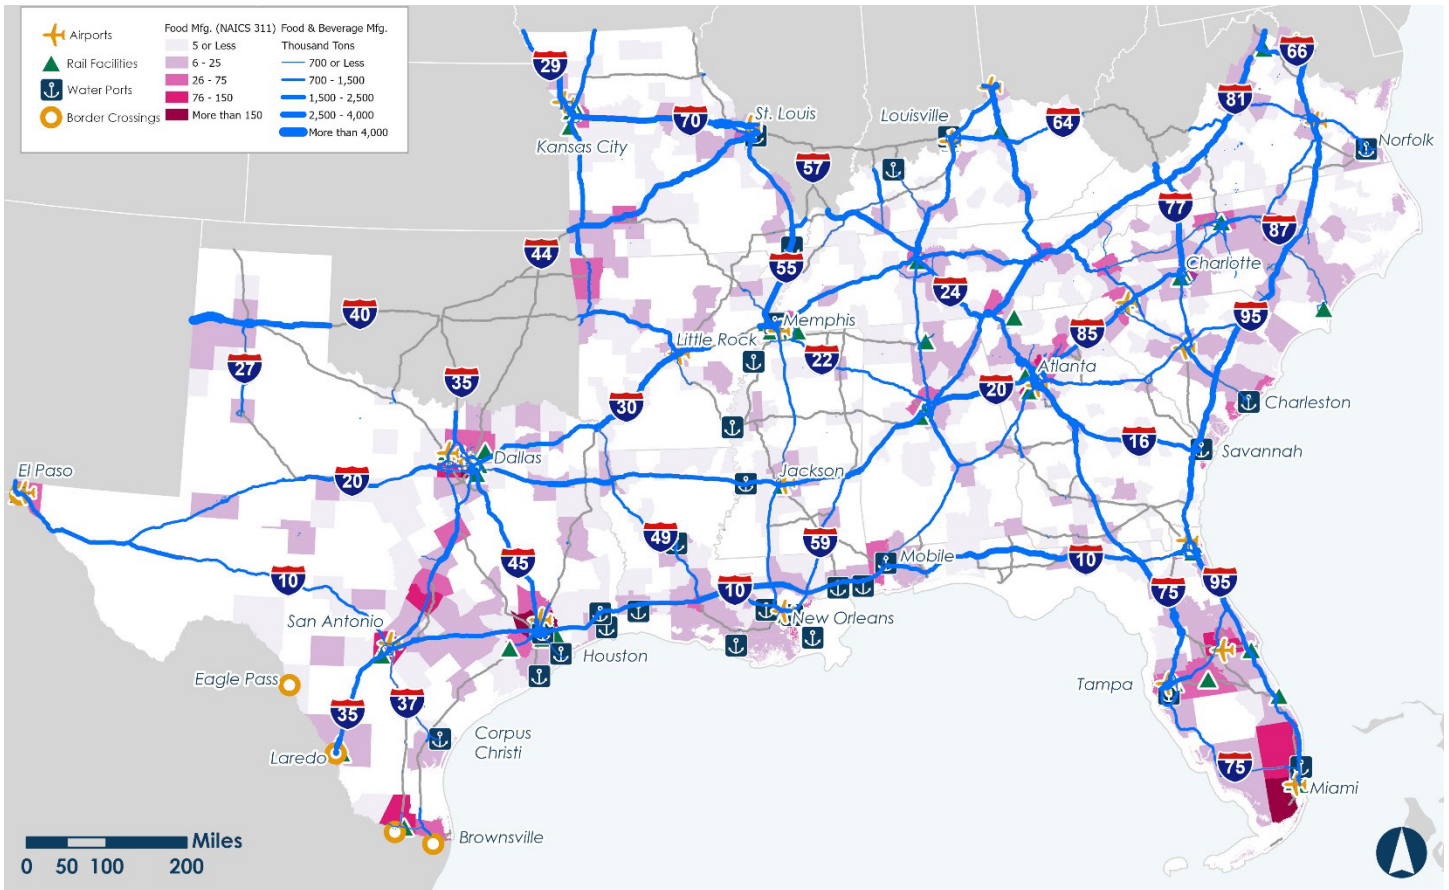 Airports
Rail Facilities
Water Ports
Border Crossings
Food Mfg. (NAICS 311)
5 or Less
6 - 25
26 - 75
76 - 150
More than 150
Food & Beverage Mfg.
Thousand Tons
700 or Less
700 - 1,500
1,500 - 2,500
2,500 - 4,000
More than 4,000
29
66
81
70
St. Louis
Louisville
64
Norfolk
Kansas City
57
77
87
44
55
Charlotte
24
40
Memphis
95
Little Rock
85
22
27
35
Atlanta
20
30
Charleston
16
Savannah
Dallas
El Paso
20
Jackson
49
59
45
Mobile
10
10
10
75
95
San Antonio
New Orleans
Houston
Eagle Pass
Tampa
37
35
Corpus
Christi
Laredo
75
Miami
Brownsville
Miles
0 50 100 200